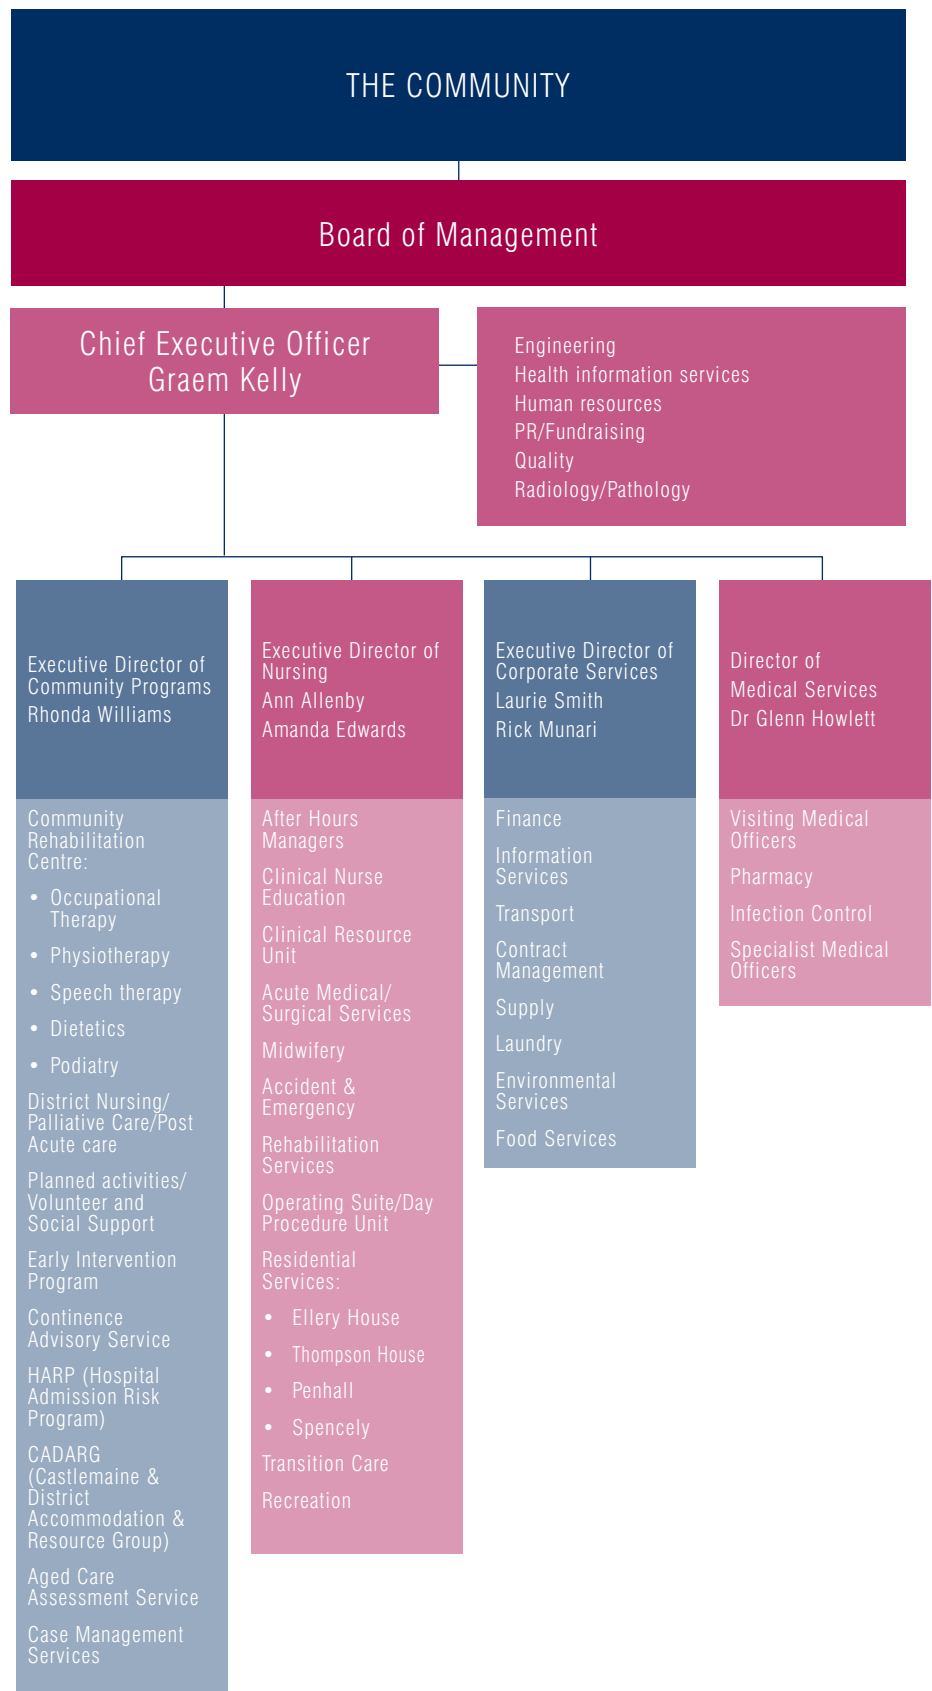 THE COMMUNITY
Board of Management
Chief Executive Officer
Graem Kelly
Engineering
Health information services
Human resources
PR/Fundraising
Quality
Radiology/Pathology
Executive Director of
Community Programs
Rhonda Williams
Community
Rehabilitation
Centre:
• Occupational
Therapy
• Physiotherapy
• Speech therapy
• Dietetics
• Podiatry
District Nursing/
Palliative Care/Post
Acute care
Planned activities/
Volunteer and
Social Support
Early Intervention
Program
Continence
Advisory Service
HARP (Hospital
Admission Risk
Program)
CADARG
(Castlemaine &
District
Accommodation &
Resource Group)
Aged Care
Assessment Service
Case Management
Services
Executive Director of
Nursing
Ann Allenby
Amanda Edwards
After Hours
Managers
Clinical Nurse
Education
Clinical Resource
Unit
Acute Medical/
Surgical Services
Midwifery
Accident &
Emergency
Rehabilitation
Services
Operating Suite/Day
Procedure Unit
Residential
Services:
• Ellery House
• Thompson House
• Penhall
• Spencely
Transition Care
Recreation
Executive Director of
Corporate Services
Laurie Smith
Rick Munari
Finance
Information
Services
Transport
Contract
Management
Supply
Laundry
Environmental
Services
Food Services
Director of
Medical Services
Dr Glenn Howlett
Visiting Medical
Officers
Pharmacy
Infection Control
Specialist Medical
Officers